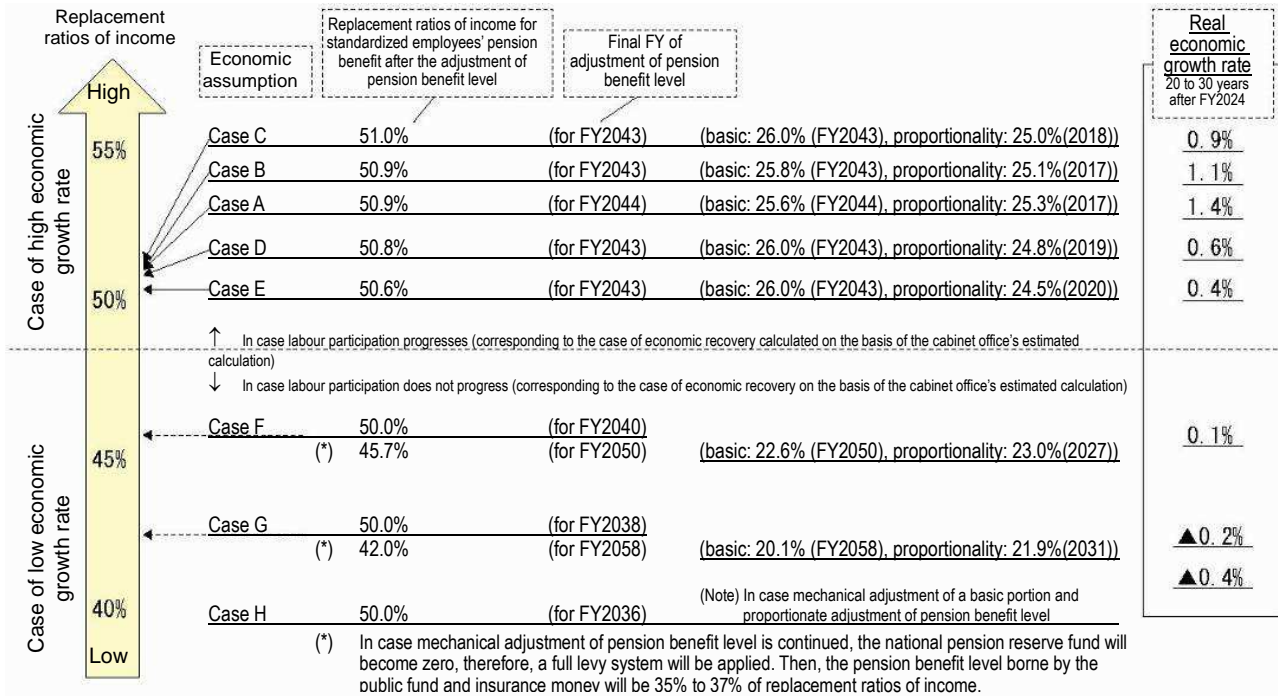 Replacement
ratios of income
High
55%
50%
45%
40%
Low
Case of high economic
growth rate
Case of low economic
growth rate
Economic
assumption
Replacement ratios of income for
standardized employees' pension
benefit after the adjustment of
pension benefit level
Final FY of
adjustment of pension
benefit level
Real
economic
growth rate
20 to 30 years
after FY2024
Case C 51.0% (for FY2043) (basic: 26.0% (FY2043), proportionality: 25.0%(2018)) 0.9%
Case B 50.9% (for FY2043) (basic: 25.8% (FY2043), proportionality: 25.1%(2017)) 1.1%
Case A 50.9% (for FY2044) (basic: 25.6% (FY2044), proportionality: 25.3%(2017)) 1.4%
Case D 50.8% (for FY2043) (basic: 26.0% (FY2043), proportionality: 24.8%(2019)) 0.6%
Case E 50.6% (for FY2043) (basic: 26.0% (FY2043), proportionality: 24.5%(2020)) 0.4%
↑ In case labour participation progresses (corresponding to the case of economic recovery calculated on the basis of the cabinet office's estimated
calculation)
↓ In case labour participation does not progress (corresponding to the case of economic recovery on the basis of the cabinet office's estimated calculation)
Case F 50.0% (for FY2040) 0.1%
(*) 45.7% (for FY2050) (basic: 22.6% (FY2050), proportionality: 23.0%(2027))
Case G 50.0% (for FY2038) ▲0.2%
(*) 42.0% (for FY2058) (basic: 20.1% (FY2058), proportionality: 21.9%(2031))
▲0.4%
Case H 50.0% (for FY2036) (Note) In case mechanical adjustment of a basic portion and
proportionate adjustment of pension benefit level
(*) In case mechanical adjustment of pension benefit level is continued, the national pension reserve fund will
become zero, therefore, a full levy system will be applied. Then, the pension benefit level borne by the
public fund and insurance money will be 35% to 37% of replacement ratios of income.